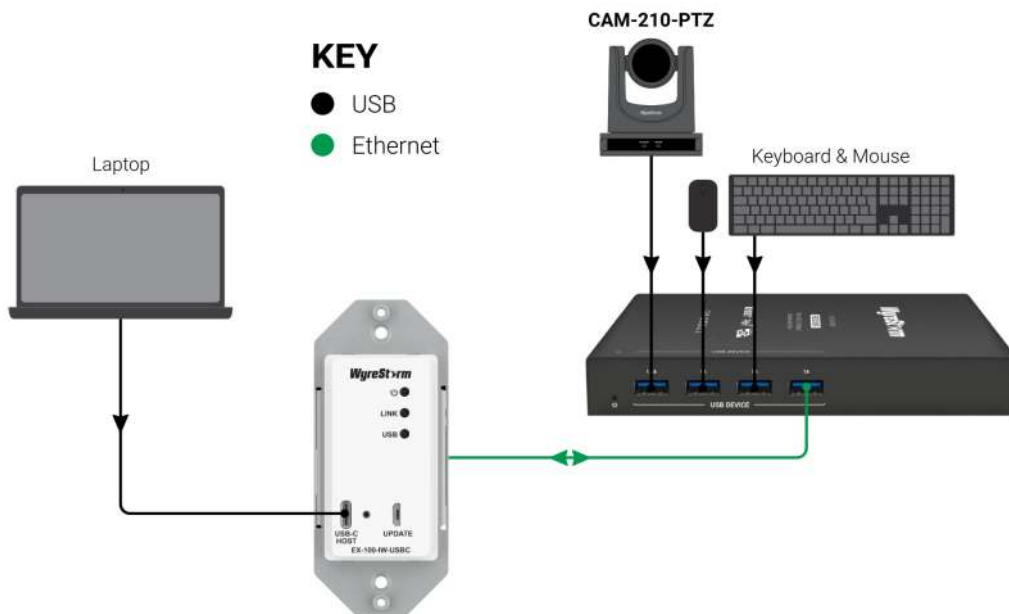 CAM-210-PTZ
KEY
USB
Ethernet
Laptop
Keyboard & Mouse
WyreStorm
WyreStorm
LINK
USB
USB DEVICE
USB-C
HOST
UPDATE
EX-100-IW-USBC